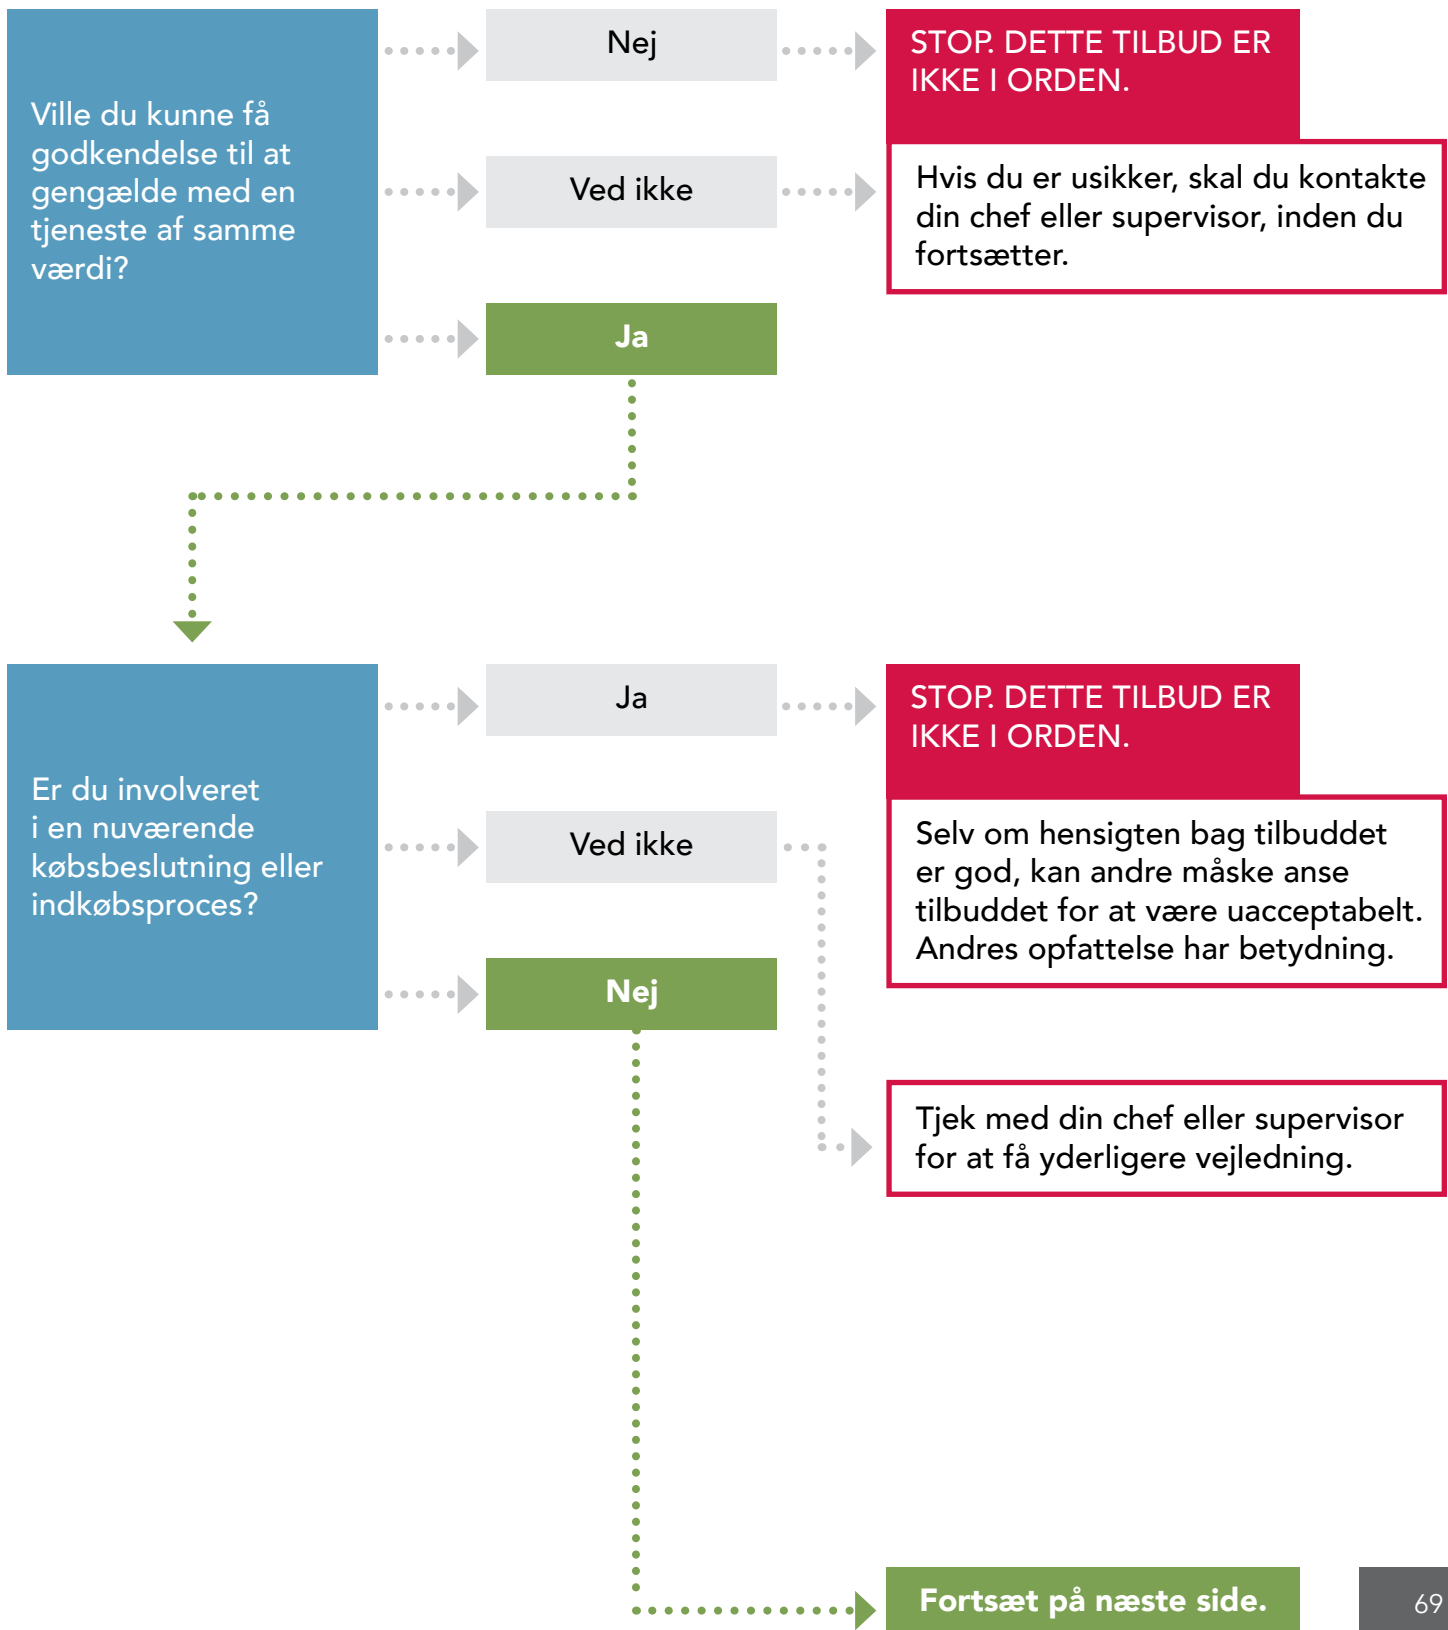 Ville du kunne få
godkendelse til at
gengælde med en
tjeneste af samme
værdi?
Nej
STOP. DETTE TILBUD ER
IKKE I ORDEN.
Ved ikke
Hvis du er usikker, skal du kontakte
din chef eller supervisor, inden du
fortsætter.
Ja
Er du involveret
i en nuværende
købsbeslutning eller
indkøbsproces?
Ja
STOP. DETTE TILBUD ER
IKKE I ORDEN.
Selv om hensigten bag tilbuddet
er god, kan andre måske anse
tilbuddet for at være uacceptabelt.
Andres opfattelse har betydning.
Ved ikke
Tjek med din chef eller supervisor
for at få yderligere vejledning.
Nej
Fortsæt på næste side.
69